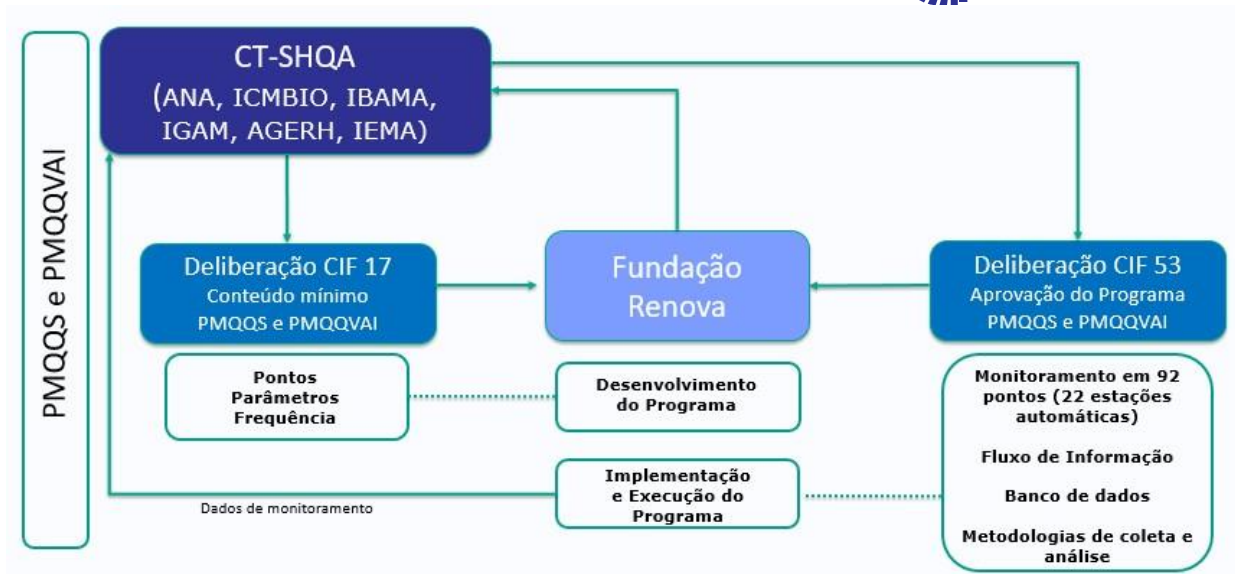 PMQQS e PMQQVAI
CT-SHQA
(ANA, ICMBIO, IBAMA,
IGAM, AGERH, IEMA)
Deliberação CIF 17
Conteúdo mínimo
PMQQS e PMQQVAI
Fundação
Renova
Deliberação CIF 53
Aprovação do Programa
PMQQS e PMQQVAI
Pontos
Parâmetros
Frequência
Desenvolvimento
do Programa
Monitoramento em 92
pontos (22 estações
automáticas)
Fluxo de Informação
Banco de dados
Metodologias de coleta e
análise
Implementação
e Execução do
Programa
Dados de monitoramento